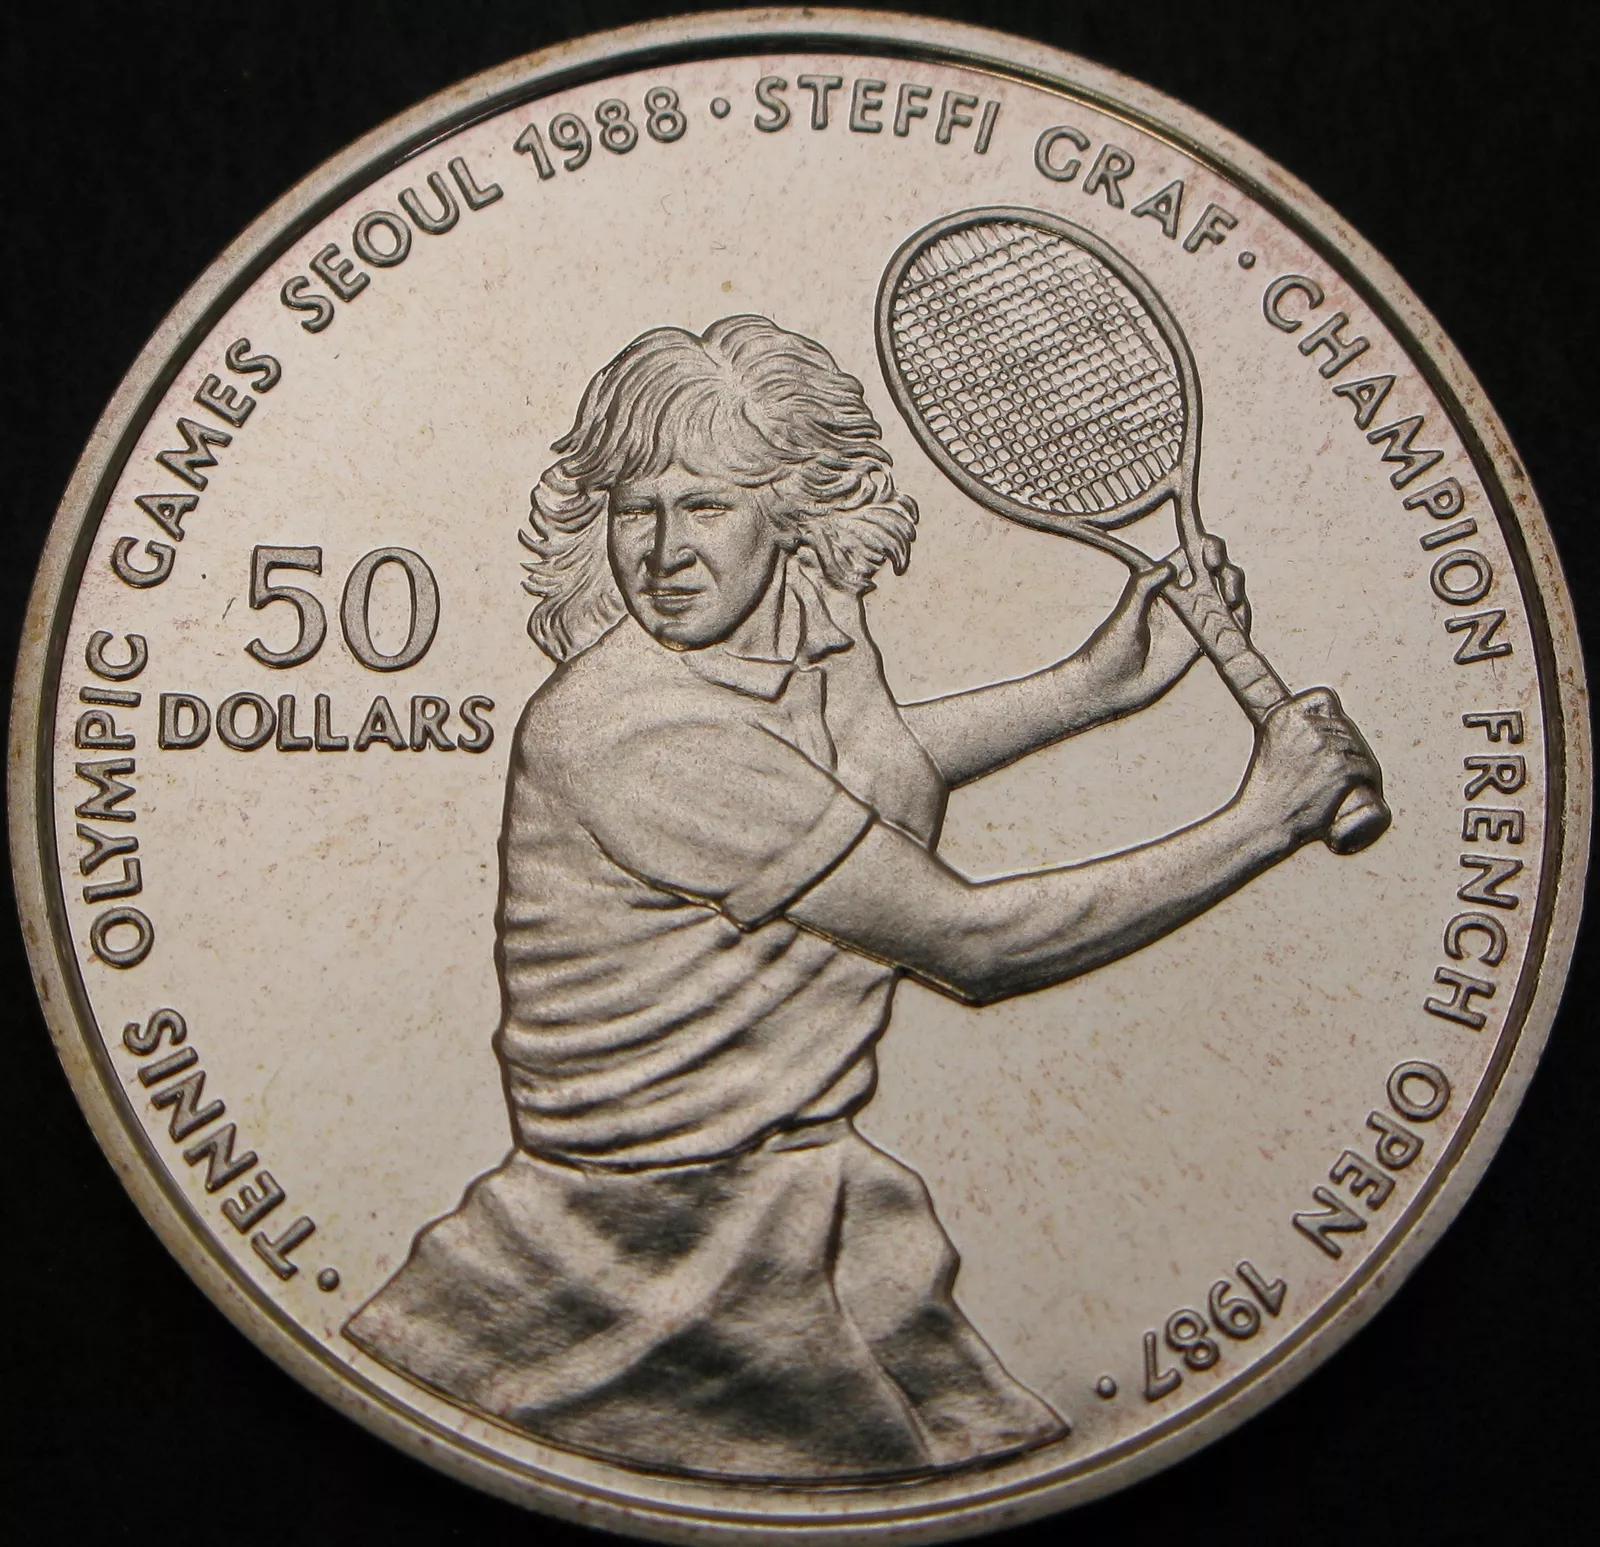 · TENNIS OLYMPIC GAMES SEOUL 1988 · STEFFI GRAF · CHAMPION FRENCH OPEN 1987 ·
50
DOLLARS